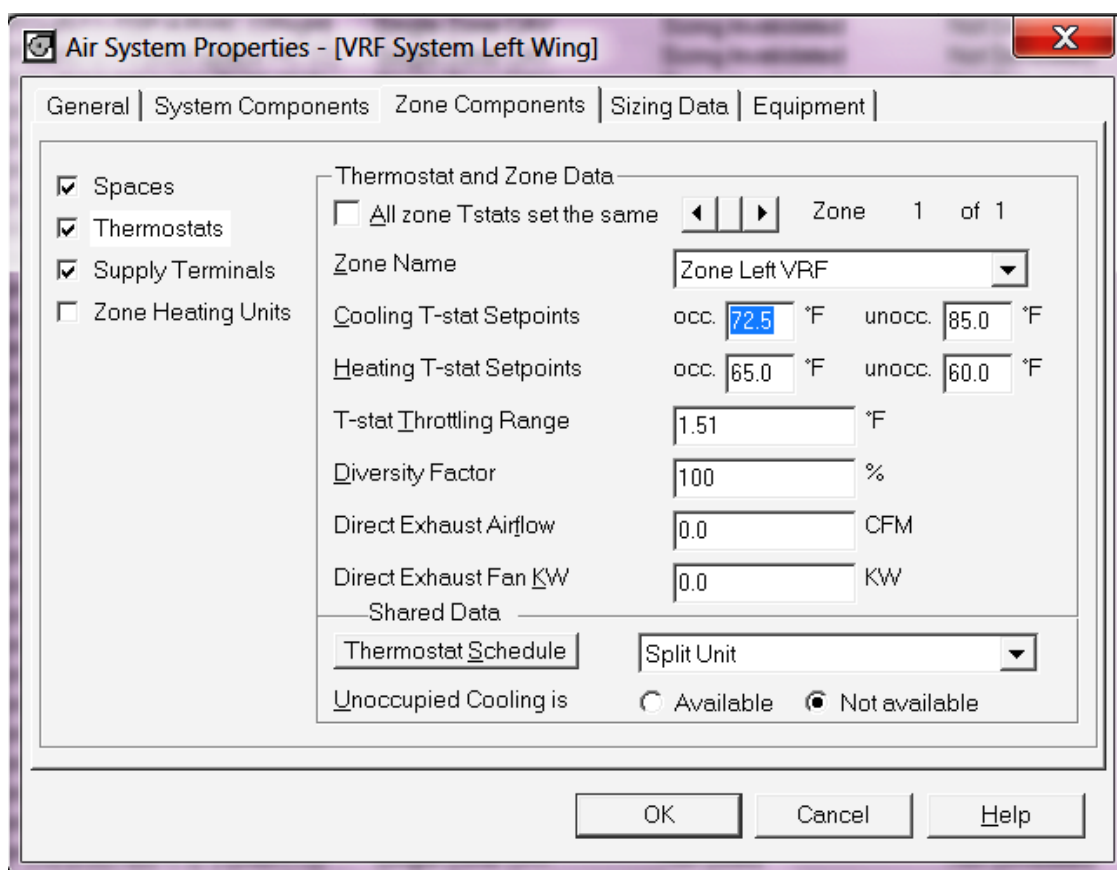 Air System Properties - [VRF System Left Wing]
X
General System Components Zone Components Sizing Data Equipment
Spaces
Thermostats
Supply Terminals
Zone Heating Units
Thermostat and Zone Data
All zone Tstats set the same Zone 1 of 1
Zone Name Zone Left VRF
Cooling T-stat Setpoints occ. 72.5 °F unocc. 85.0 °F
Heating T-stat Setpoints occ. 65.0 °F unocc. 60.0 °F
T-stat Throttling Range 1.51 °F
Diversity Factor 100 %
Direct Exhaust Airflow 0.0 CFM
Direct Exhaust Fan KW 0.0 KW
Shared Data
Thermostat Schedule Split Unit
Unoccupied Cooling is Available Not available
OK Cancel Help